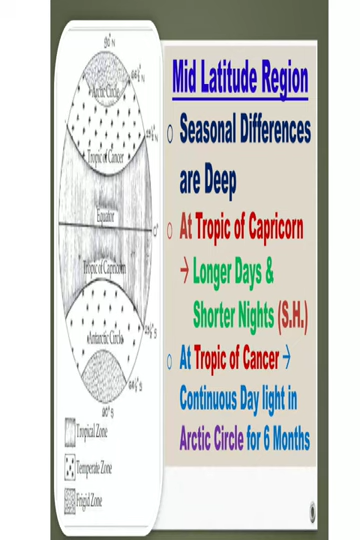 90° N
66½° N
Arctic Circle
23½° N
Tropic of Cancer
Equator
0°
Tropic of Capricorn
23½° S
Antarctic Circle
66½° S
90° S
Tropical Zone
Temperate Zone
Frigid Zone
Mid Latitude Region
○ Seasonal Differences
are Deep
○ At Tropic of Capricorn
→ Longer Days &
Shorter Nights (S.H.)
○ At Tropic of Cancer →
Continuous Day light in
Arctic Circle for 6 Months